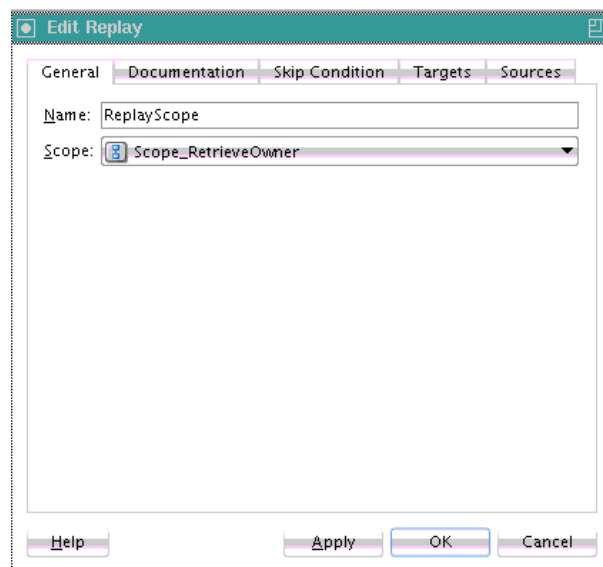 Edit Replay
General Documentation Skip Condition Targets Sources
Name: ReplayScope
Scope: Scope_RetrieveOwner
Help Apply OK Cancel